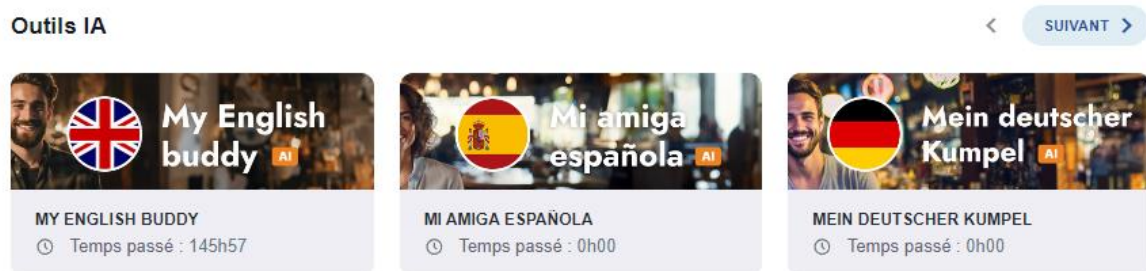 Outils IA
SUIVANT
My English
buddy AI
Mi amiga
española AI
Mein deutscher
Kumpel AI
MY ENGLISH BUDDY
Temps passé : 145h57
MI AMIGA ESPAÑOLA
Temps passé : 0h00
MEIN DEUTSCHER KUMPEL
Temps passé : 0h00